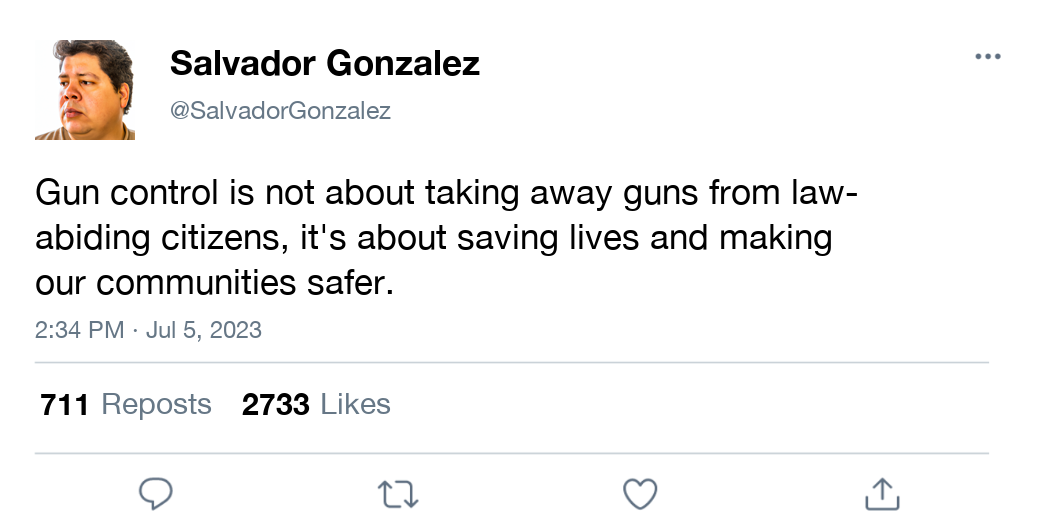 Salvador Gonzalez
@SalvadorGonzalez
Gun control is not about taking away guns from law-
abiding citizens, it's about saving lives and making
our communities safer.
2:34 PM · Jul 5, 2023
711 Reposts 2733 Likes